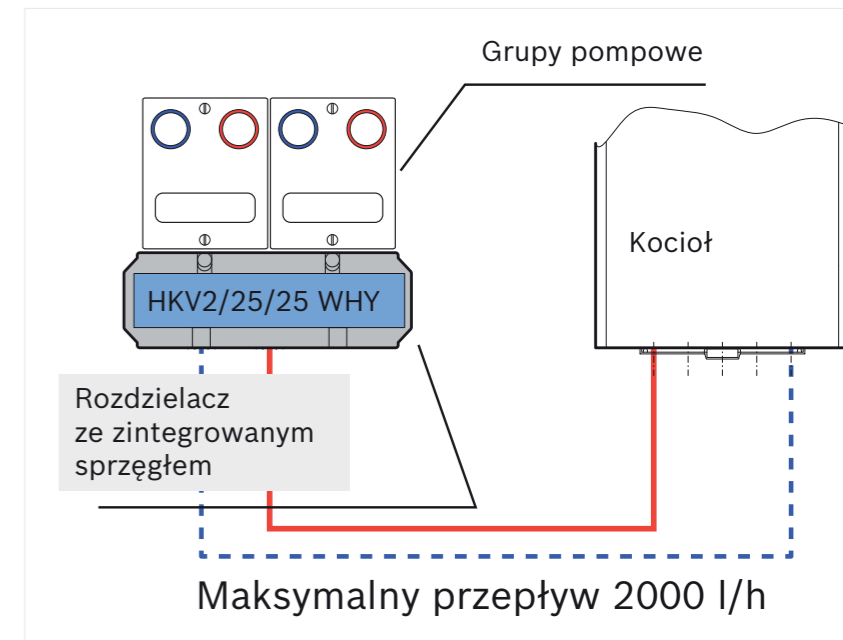 Grupy pompowe
Kocioł
HKV2/25/25 WHY
Rozdzielacz
ze zintegrowanym
sprzęgłem
Maksymalny przepływ 2000 l/h